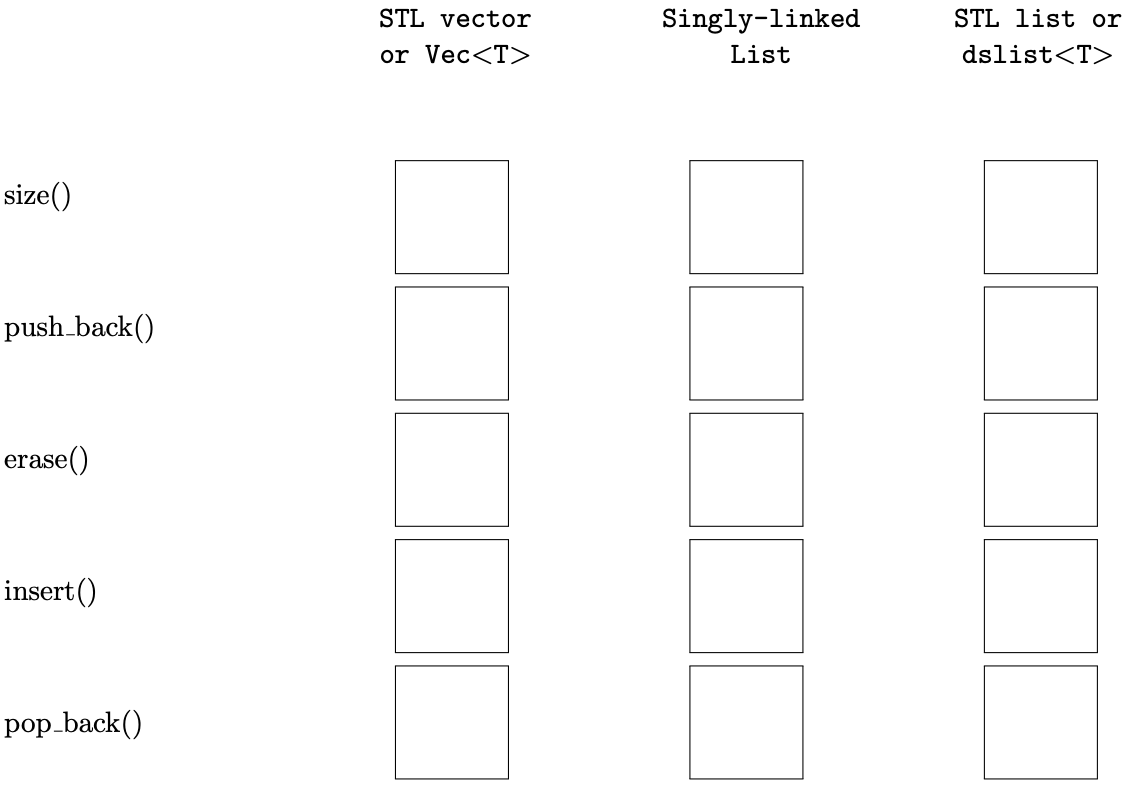 STL vector
or Vec<T>
Singly-linked
List
STL list or
dslist<T>
size()
push_back()
erase()
insert()
pop_back()